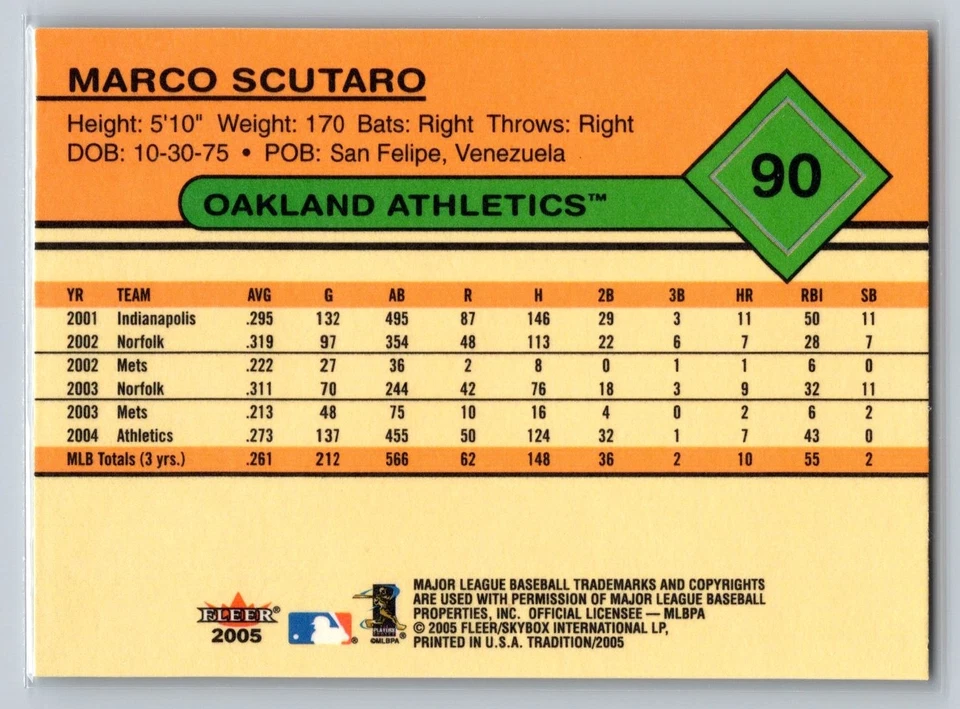 MARCO SCUTARO
Height: 5'10" Weight: 170 Bats: Right Throws: Right
DOB: 10-30-75 • POB: San Felipe, Venezuela
OAKLAND ATHLETICS™
90
YR TEAM AVG G AB R H 2B 3B HR RBI SB
2001 Indianapolis .295 132 495 87 146 29 3 11 50 11
2002 Norfolk .319 97 354 48 113 22 6 7 28 7
2002 Mets .222 27 36 2 8 0 1 1 6 0
2003 Norfolk .311 70 244 42 76 18 3 9 32 11
2003 Mets .213 48 75 10 16 4 0 2 6 2
2004 Athletics .273 137 455 50 124 32 1 7 43 0
MLB Totals (3 yrs.) .261 212 566 62 148 36 2 10 55 2
FLEER®
2005
®
PLAYERS
©MLBPA
®
MAJOR LEAGUE BASEBALL TRADEMARKS AND COPYRIGHTS
ARE USED WITH PERMISSION OF MAJOR LEAGUE BASEBALL
PROPERTIES, INC. OFFICIAL LICENSEE — MLBPA
© 2005 FLEER/SKYBOX INTERNATIONAL LP,
PRINTED IN U.S.A. TRADITION/2005